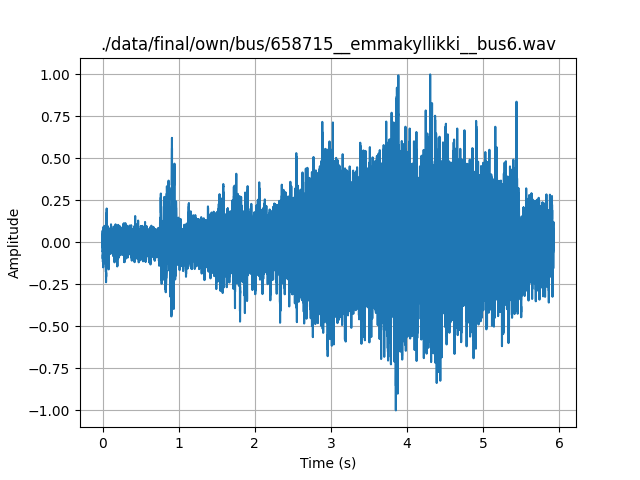 ./data/final/own/bus/658715__emmakyllikki__bus6.wav
1.00
0.75
0.50
0.25
0.00
−0.25
−0.50
−0.75
−1.00
Amplitude
0 1 2 3 4 5 6
Time (s)